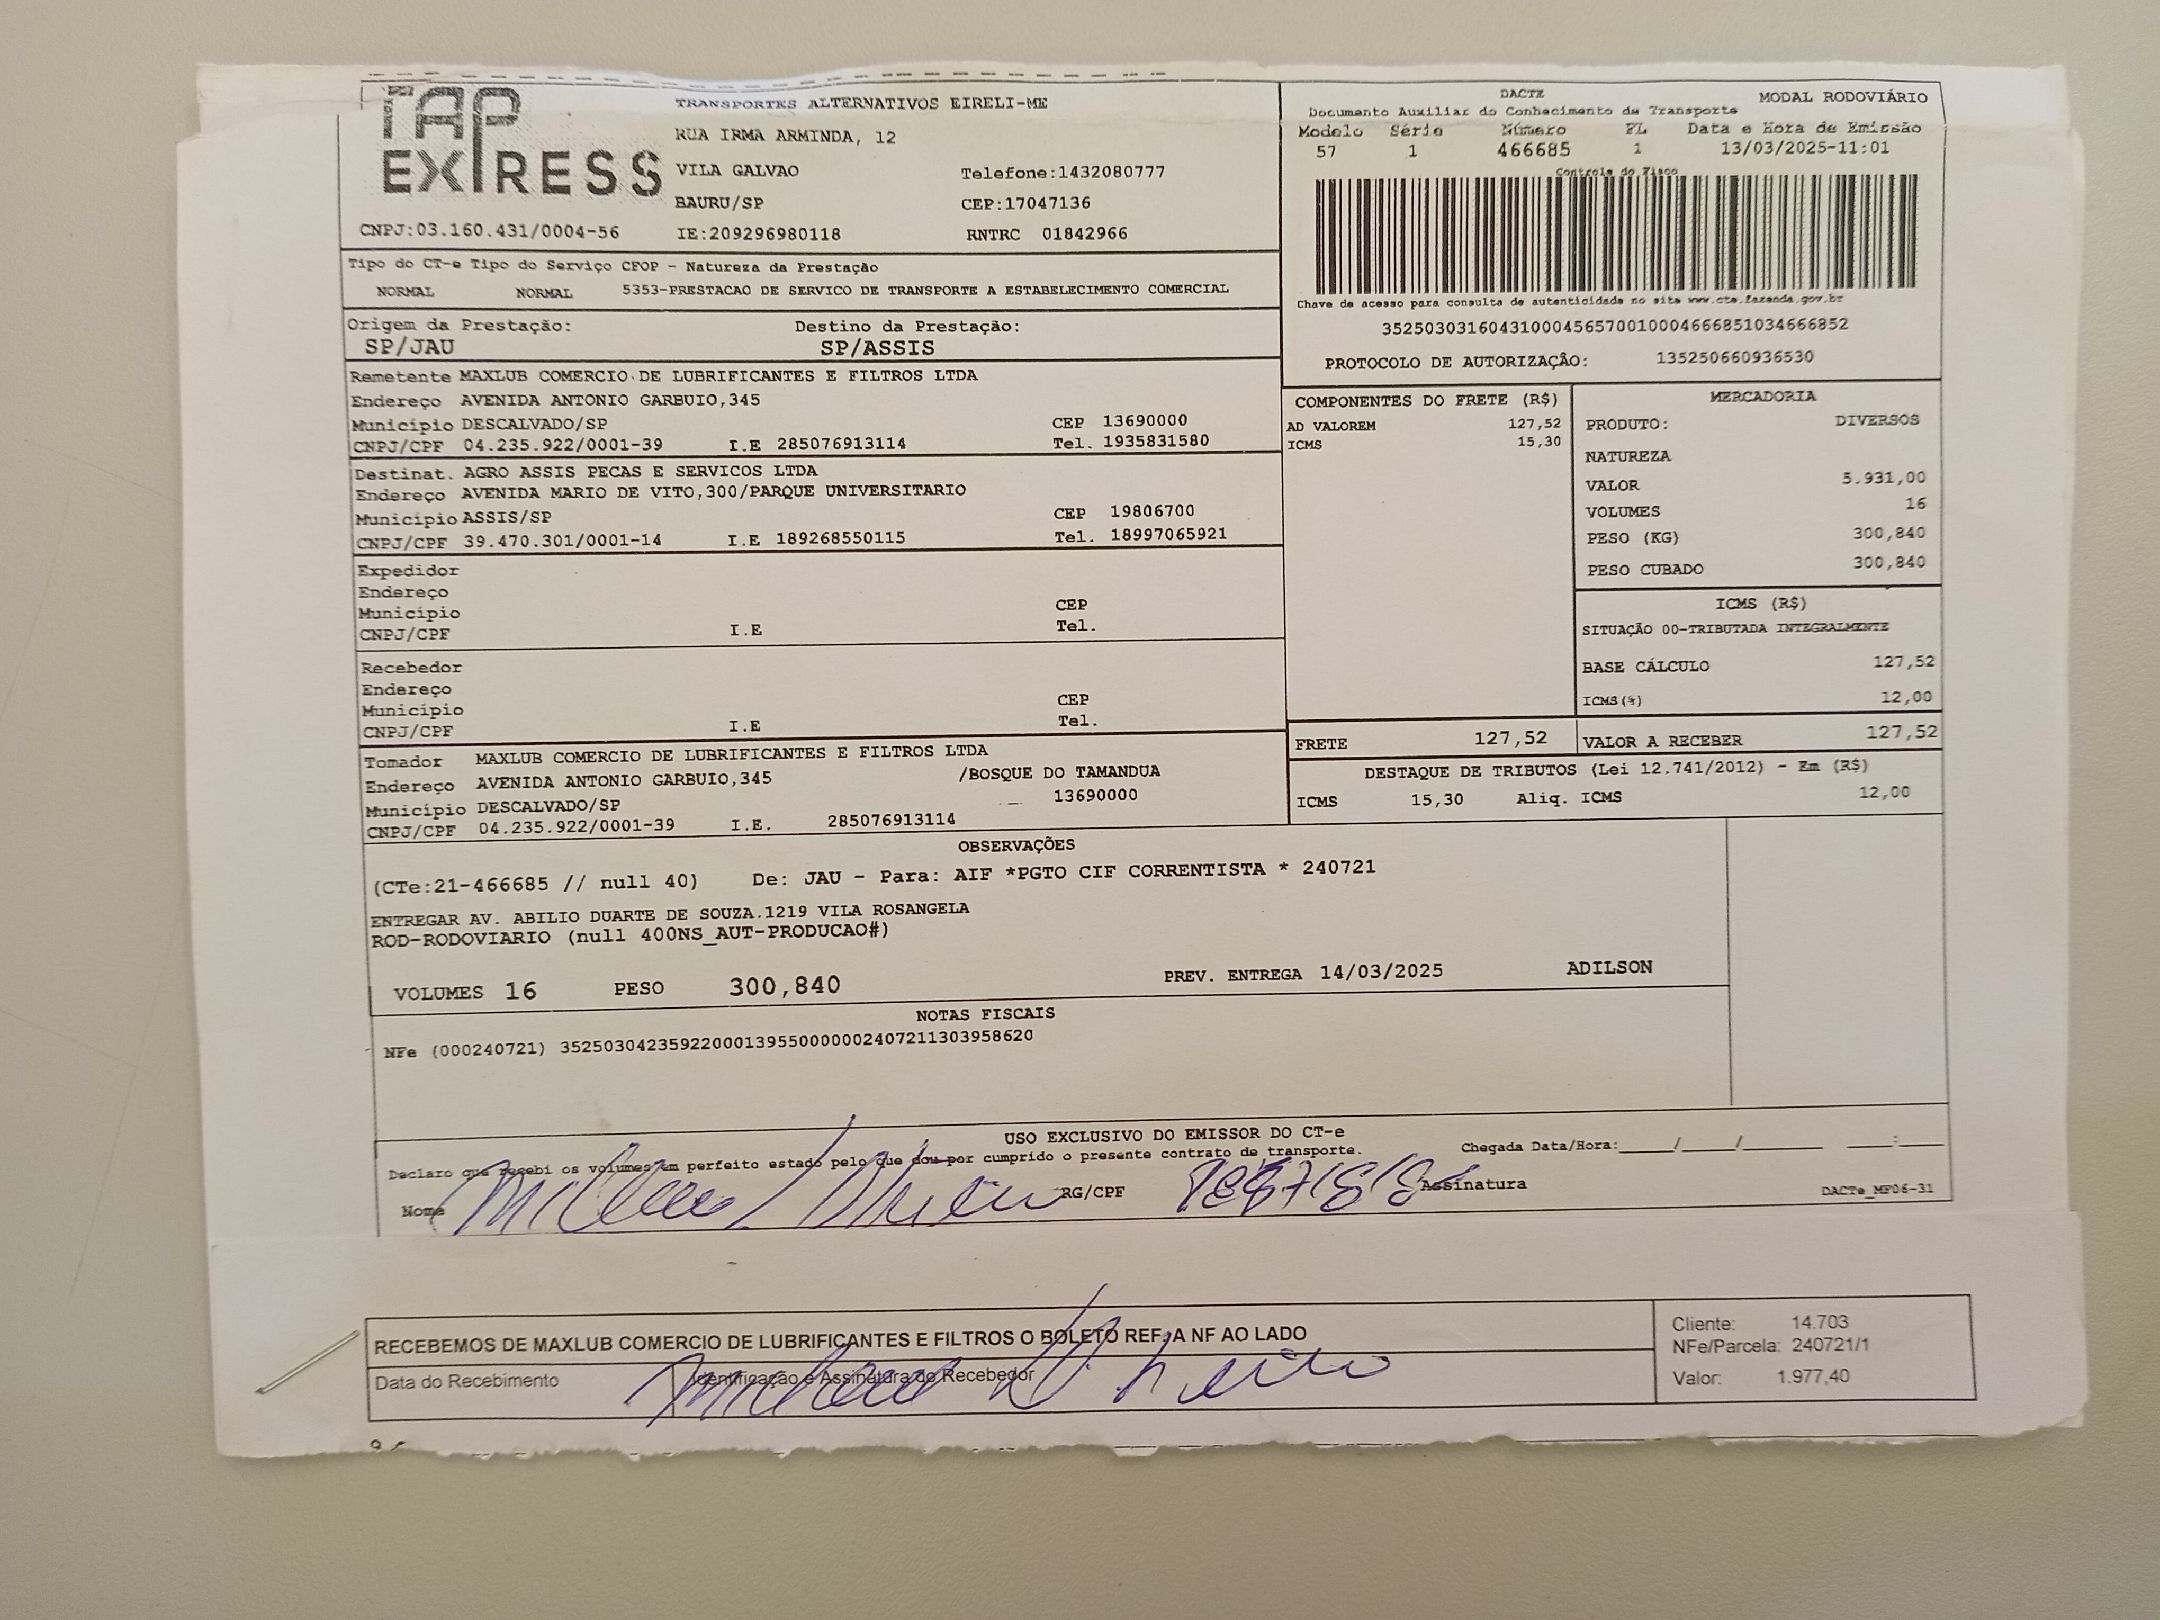 TAP
EXPRESS
TRANSPORTES ALTERNATIVOS EIRELI-ME
RUA IRMA ARMINDA, 12
VILA GALVAO Telefone:1432080777
BAURU/SP CEP:17047136
CNPJ:03.160.431/0004-56 IE:209296980118 RNTRC 01842966
DACTE
Documento Auxiliar do Conhecimento de Transporte MODAL RODOVIÁRIO
Modelo Série Número FL Data e Hora de Emissão
57 1 466685 1 13/03/2025-11:01
Controle do Fisco
Chave de acesso para consulta de autenticidade no site www.cte.fazenda.gov.br
35250303160431000456570010004666851034666852
PROTOCOLO DE AUTORIZAÇÃO: 135250660936530
Tipo do CT-e Tipo do Serviço CFOP - Natureza da Prestação
NORMAL NORMAL 5353-PRESTACAO DE SERVICO DE TRANSPORTE A ESTABELECIMENTO COMERCIAL
Origem da Prestação: Destino da Prestação:
SP/JAU SP/ASSIS
Remetente MAXLUB COMERCIO DE LUBRIFICANTES E FILTROS LTDA
Endereço AVENIDA ANTONIO GARBUIO,345
Município DESCALVADO/SP CEP 13690000
CNPJ/CPF 04.235.922/0001-39 I.E 285076913114 Tel. 1935831580
Destinat. AGRO ASSIS PECAS E SERVICOS LTDA
Endereço AVENIDA MARIO DE VITO,300/PARQUE UNIVERSITARIO
Município ASSIS/SP CEP 19806700
CNPJ/CPF 39.470.301/0001-14 I.E 189268550115 Tel. 18997065921
Expedidor
Endereço
Município CEP
CNPJ/CPF I.E Tel.
Recebedor
Endereço
Município CEP
CNPJ/CPF I.E Tel.
Tomador MAXLUB COMERCIO DE LUBRIFICANTES E FILTROS LTDA
Endereço AVENIDA ANTONIO GARBUIO,345 /BOSQUE DO TAMANDUA
Município DESCALVADO/SP 13690000
CNPJ/CPF 04.235.922/0001-39 I.E. 285076913114
COMPONENTES DO FRETE (R$)
AD VALOREM 127,52
ICMS 15,30
MERCADORIA
PRODUTO: DIVERSOS
NATUREZA
VALOR 5.931,00
VOLUMES 16
PESO (KG) 300,840
PESO CUBADO 300,840
ICMS (R$)
SITUAÇÃO 00-TRIBUTADA INTEGRALMENTE
BASE CÁLCULO 127,52
ICMS(%) 12,00
FRETE 127,52 VALOR A RECEBER 127,52
DESTAQUE DE TRIBUTOS (Lei 12.741/2012) - Em (R$)
ICMS 15,30 Aliq. ICMS 12,00
OBSERVAÇÕES
(CTe:21-466685 // null 40) De: JAU - Para: AIF *PGTO CIF CORRENTISTA * 240721
ENTREGAR AV. ABILIO DUARTE DE SOUZA.1219 VILA ROSANGELA
ROD-RODOVIARIO (null 400NS_AUT-PRODUCAO#)
VOLUMES 16 PESO 300,840 PREV. ENTREGA 14/03/2025 ADILSON
NOTAS FISCAIS
NFe (000240721) 35250304235922000139550000002407211303958620
USO EXCLUSIVO DO EMISSOR DO CT-e
Declaro que recebi os volumes em perfeito estado pelo que dou por cumprido o presente contrato de transporte. Chegada Data/Hora:____/____/______ ____:____
Nome RG/CPF Assinatura DACTe_MF06-31
RECEBEMOS DE MAXLUB COMERCIO DE LUBRIFICANTES E FILTROS O BOLETO REF. A NF AO LADO
Data do Recebimento Identificação e Assinatura do Recebedor
Cliente: 14.703
NFe/Parcela: 240721/1
Valor: 1.977,40